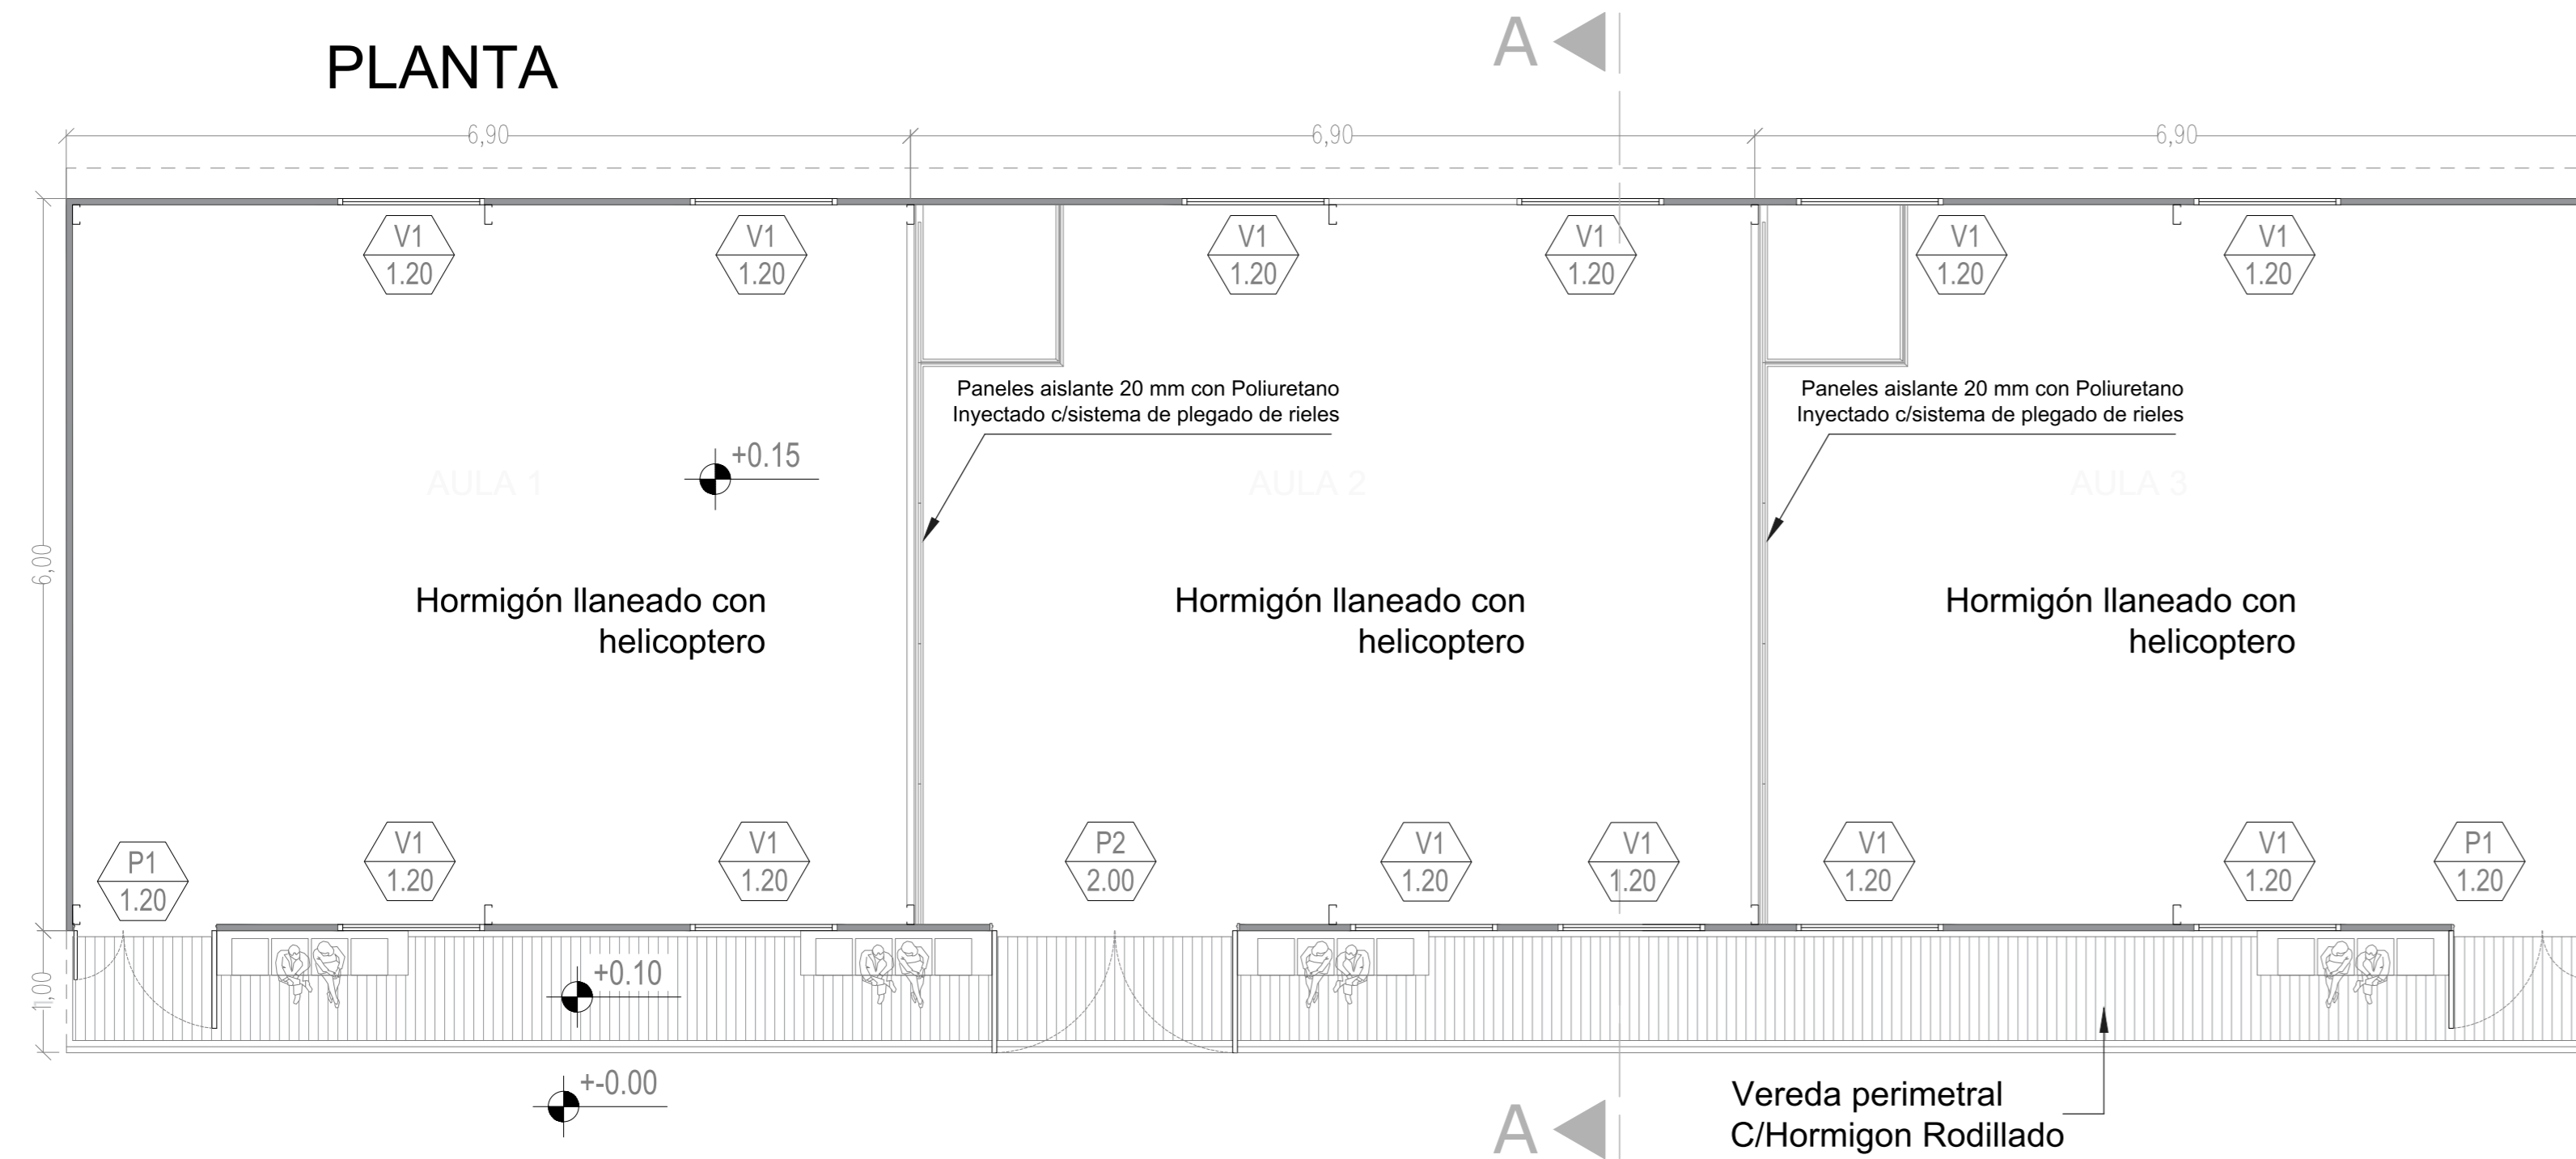 PLANTA
A
6,90
6,90
6,90
V1
1.20
V1
1.20
V1
1.20
V1
1.20
V1
1.20
V1
1.20
Paneles aislante 20 mm con Poliuretano
Inyectado c/sistema de plegado de rieles
Paneles aislante 20 mm con Poliuretano
Inyectado c/sistema de plegado de rieles
+0.15
AULA 1
AULA 2
AULA 3
6,00
Hormigón llaneado con
helicoptero
Hormigón llaneado con
helicoptero
Hormigón llaneado con
helicoptero
P1
1.20
V1
1.20
V1
1.20
P2
2.00
V1
1.20
V1
1.20
V1
1.20
V1
1.20
P1
1.20
1,00
+0.10
+-0.00
A
Vereda perimetral
C/Hormigon Rodillado